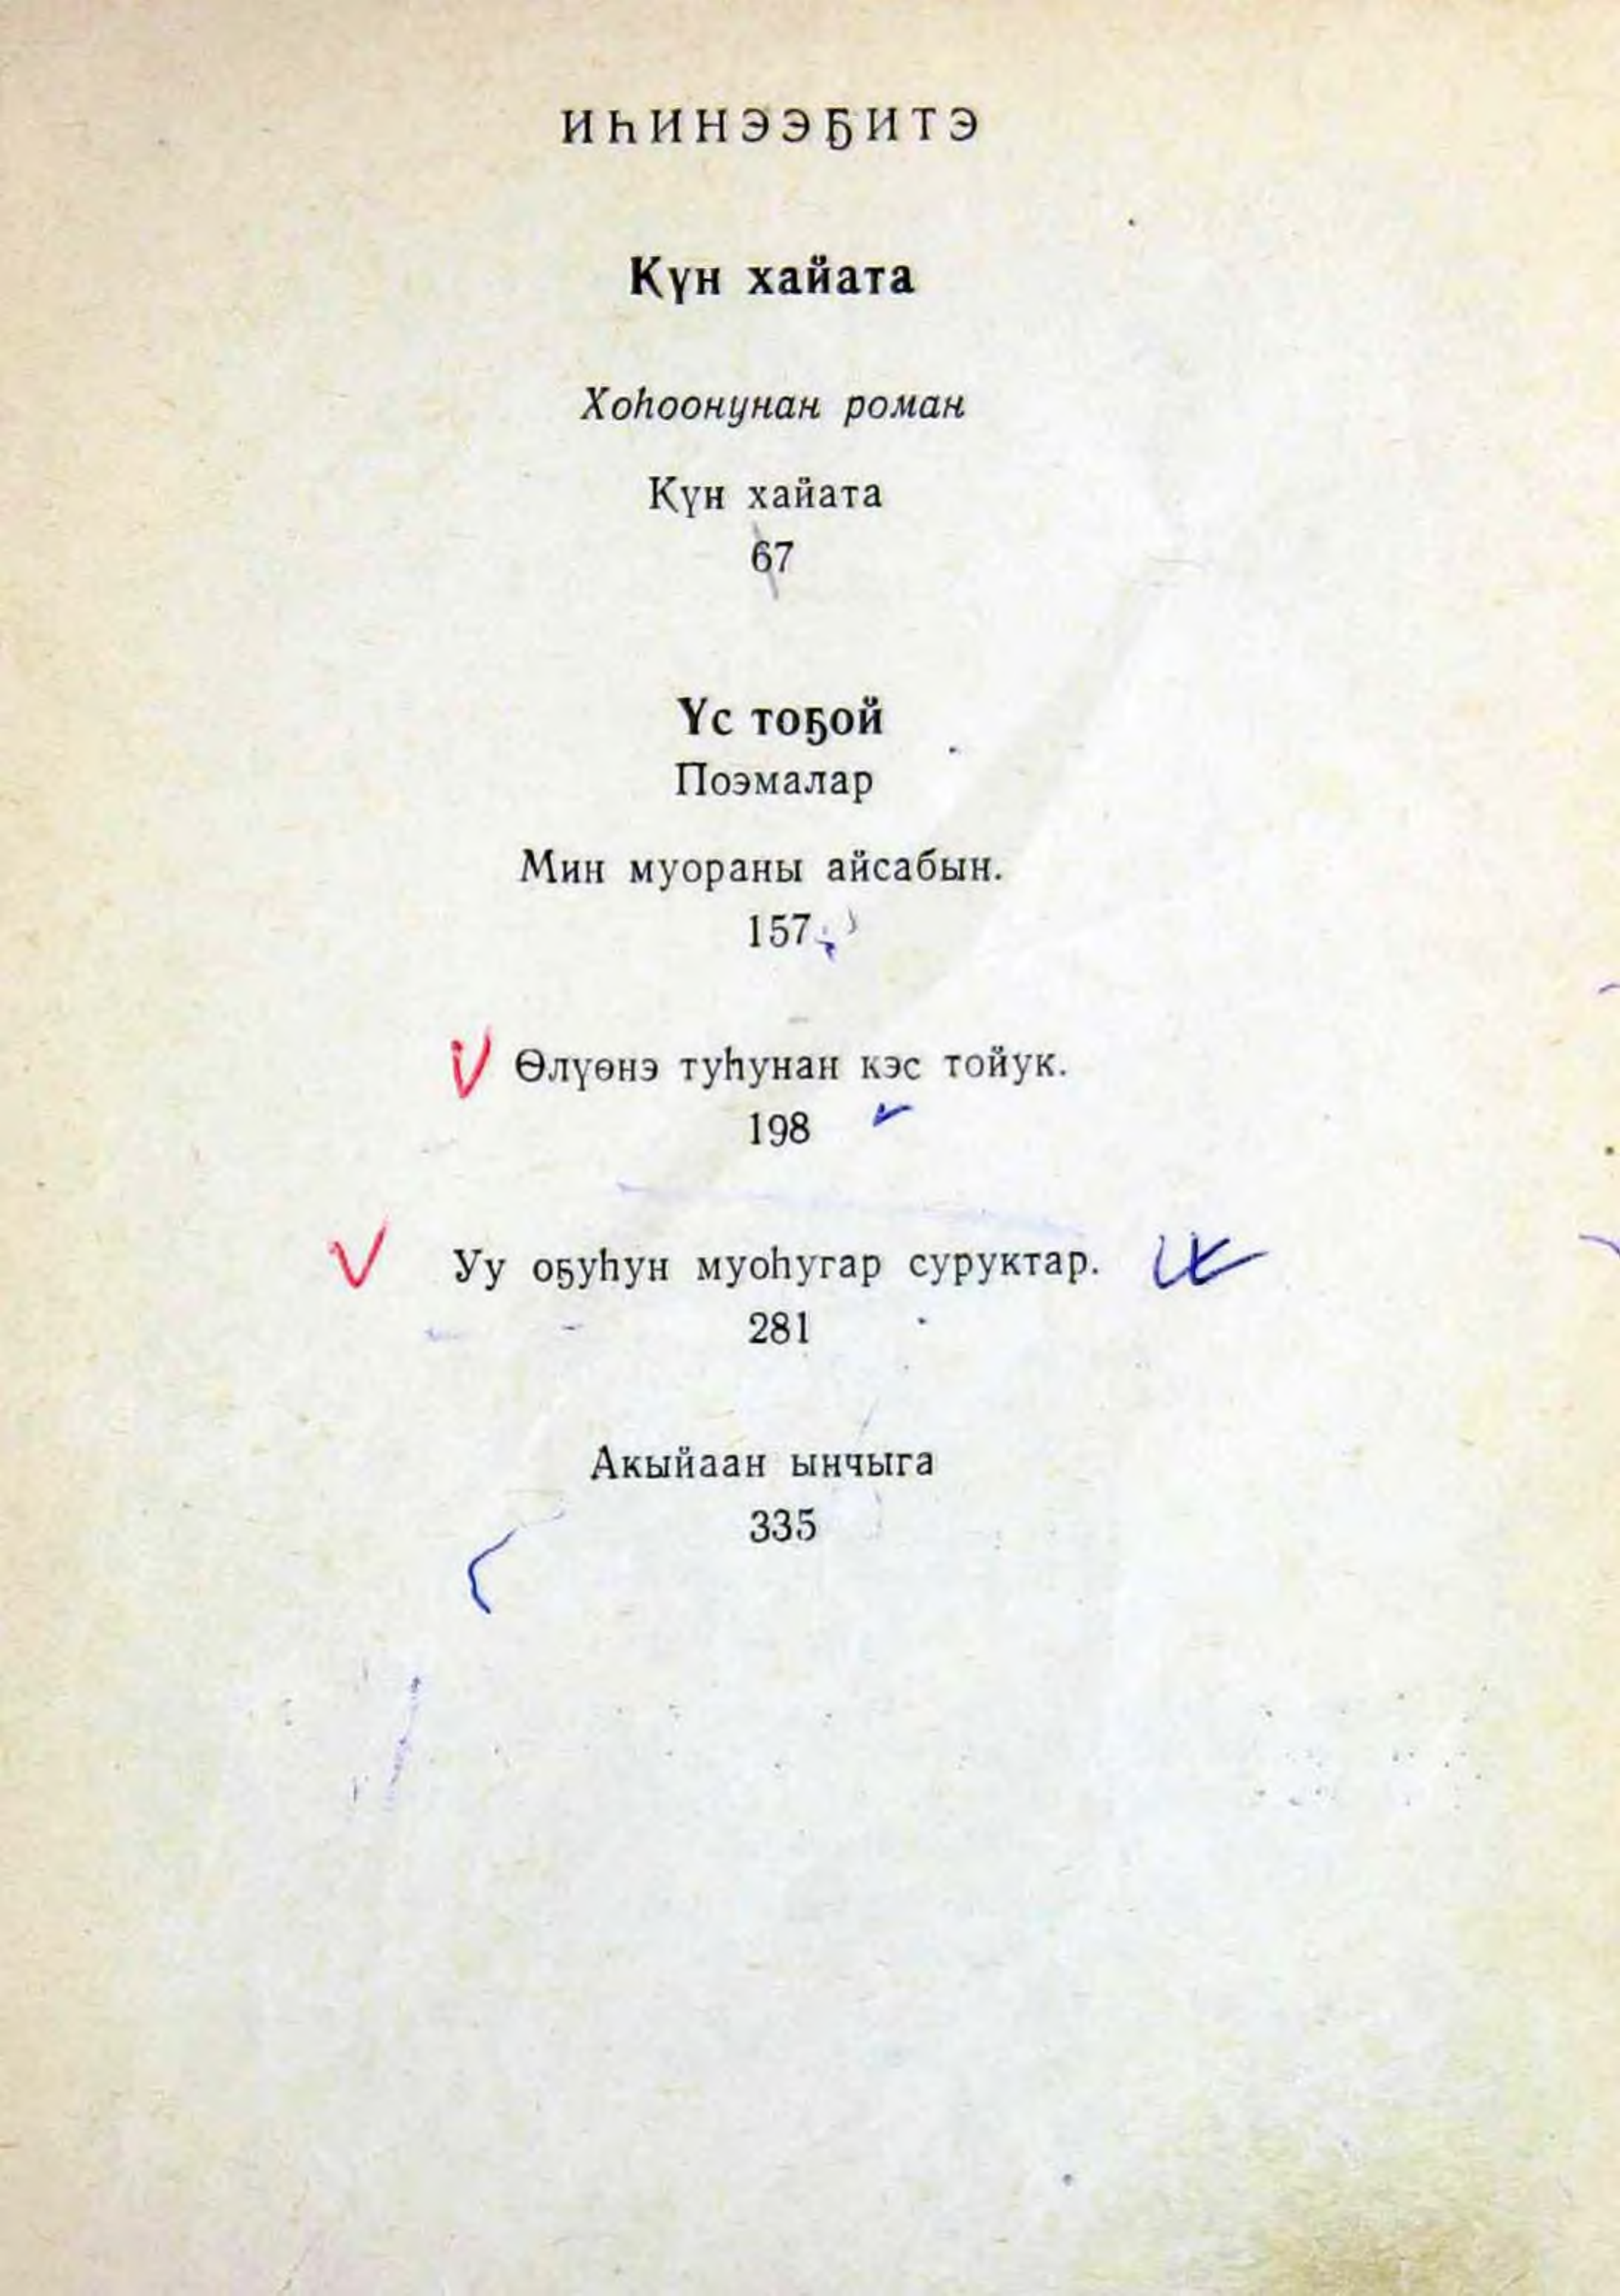 ИҺИНЭЭҔИТЭ
Күн хайата
Хоһоонунан роман
Күн хайата
67
Үс тоҕой
Поэмалар
Мин муораны айсабын.
157
Өлүөнэ туһунан кэс тойук.
198
Уу оҕуһун муоһугар суруктар.
281
Акыйаан ынчыга
335